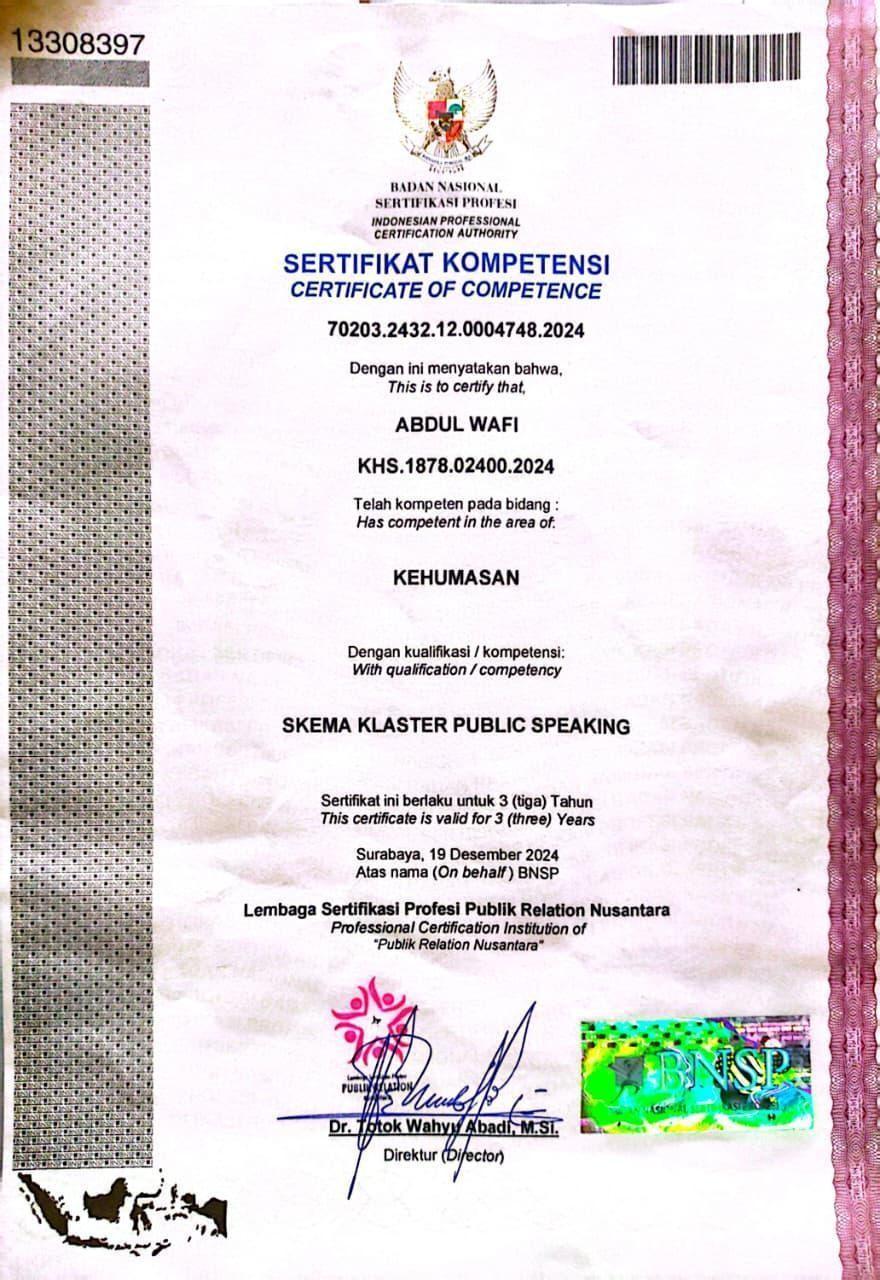 13308397
BADAN NASIONAL
SERTIFIKASI PROFESI
INDONESIAN PROFESSIONAL
CERTIFICATION AUTHORITY
SERTIFIKAT KOMPETENSI
CERTIFICATE OF COMPETENCE
70203.2432.12.0004748.2024
Dengan ini menyatakan bahwa,
This is to certify that,
ABDUL WAFI
KHS.1878.02400.2024
Telah kompeten pada bidang :
Has competent in the area of:
KEHUMASAN
Dengan kualifikasi / kompetensi:
With qualification / competency
SKEMA KLASTER PUBLIC SPEAKING
Sertifikat ini berlaku untuk 3 (tiga) Tahun
This certificate is valid for 3 (three) Years
Surabaya, 19 Desember 2024
Atas nama (On behalf) BNSP
Lembaga Sertifikasi Profesi Publik Relation Nusantara
Professional Certification Institution of
"Publik Relation Nusantara"
PUBLIK RELATION
BNSP
Dr. Totok Wahyu Abadi, M.Si.
Direktur (Director)